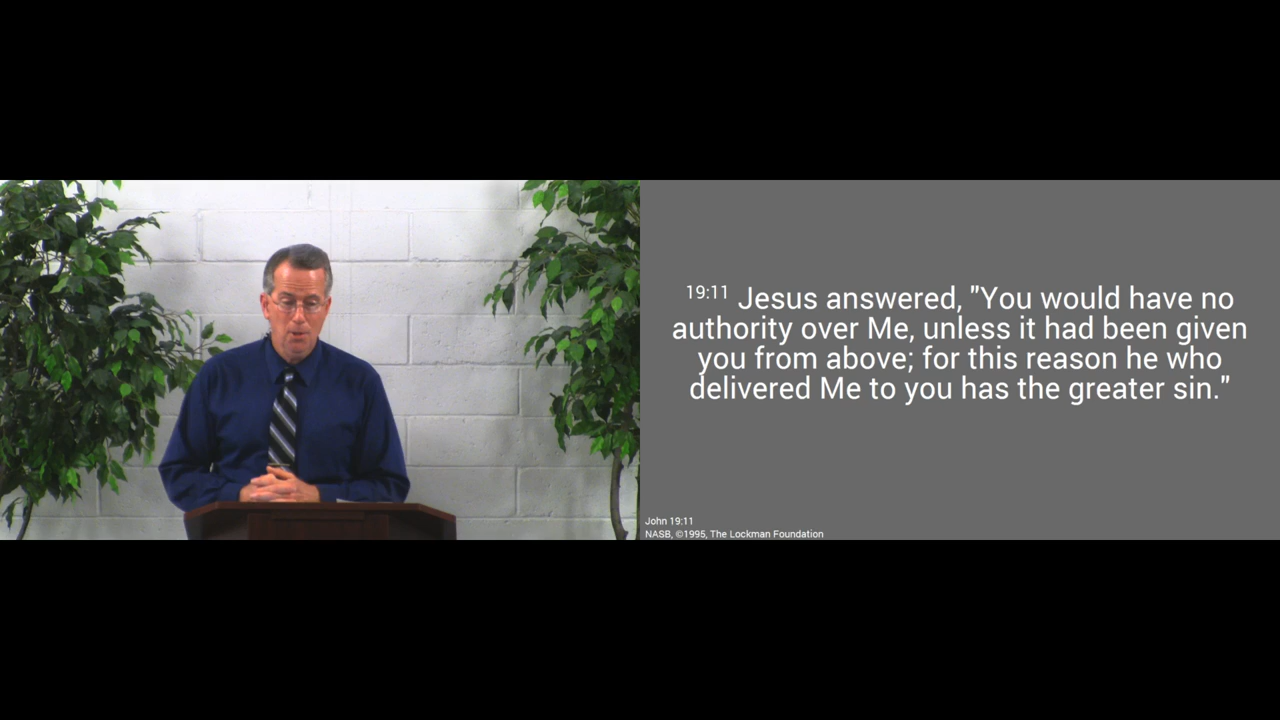 19:11 Jesus answered, "You would have no
authority over Me, unless it had been given
you from above; for this reason he who
delivered Me to you has the greater sin."
John 19:11
NASB, ©1995, The Lockman Foundation